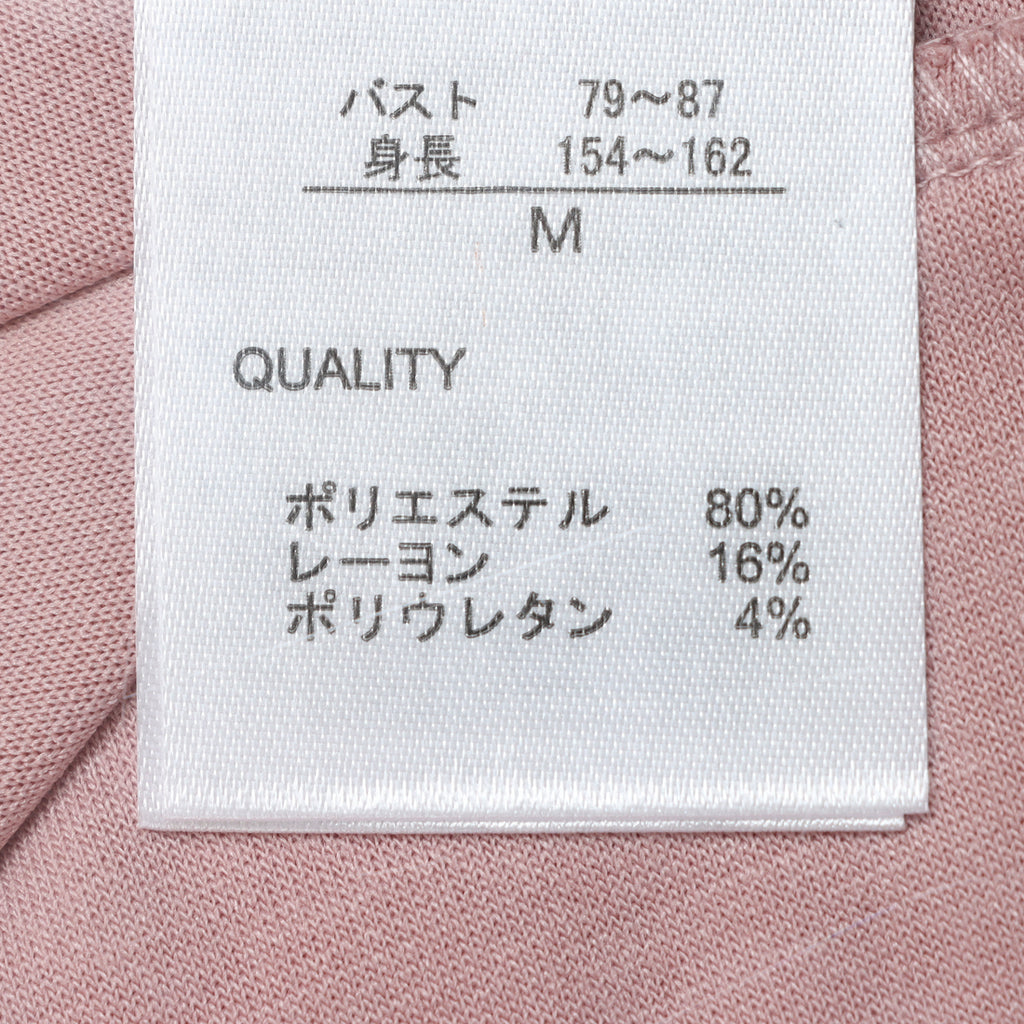 バスト 79～87
身長 154～162
M
QUALITY
ポリエステル 80%
レーヨン 16%
ポリウレタン 4%